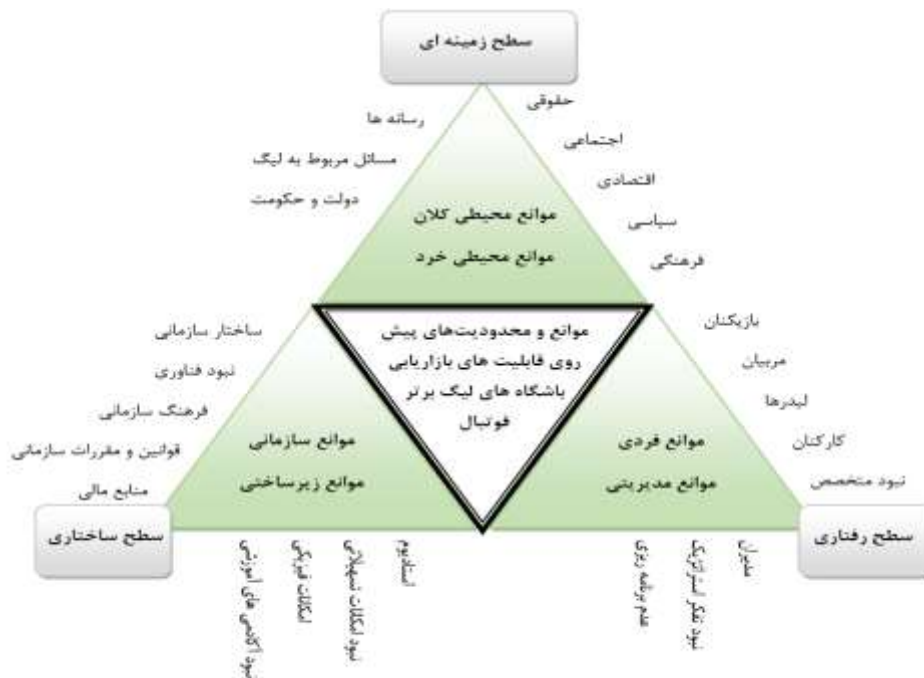 سطح زمینه ای
حقوقی
رسانه ها
اجتماعی
مسائل مربوط به لیگ
اقتصادی
دولت و حکومت
موانع محیطی کلان
سیاسی
موانع محیطی خرد
فرهنگی
موانع و محدودیت‌های پیش
روی قابلیت های بازاریابی
باشگاه های لیگ برتر
فوتبال
بازیکنان
مربیان
لیدرها
کارکنان
نبود متخصص
موانع فردی
موانع مدیریتی
ساختار سازمانی
نبود فناوری
فرهنگ سازمانی
قوانین و مقررات سازمانی
منابع مالی
موانع سازمانی
موانع زیرساختی
سطح رفتاری
سطح ساختاری
مدیران
نبود تفکر استراتژیک
عدم برنامه ریزی
استادیوم
نبود امکانات تسهیلاتی
امکانات فیزیکی
نبود آکادمی های آموزشی